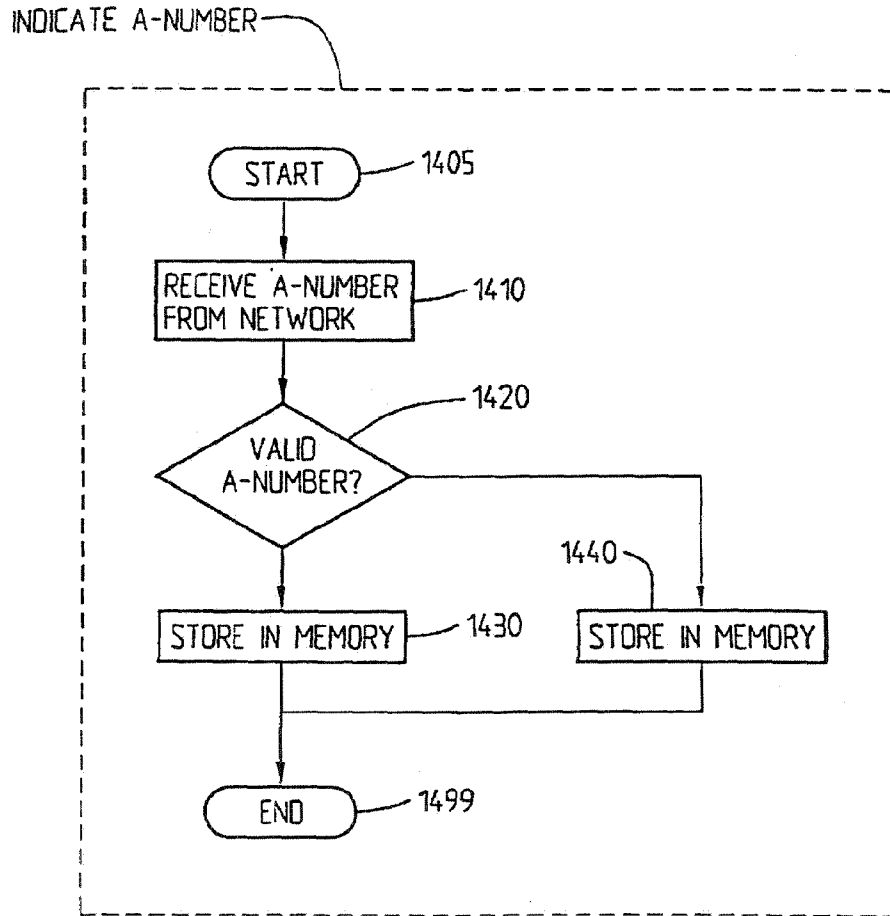 INDICATE A-NUMBER
START
1405
RECEIVE A-NUMBER
FROM NETWORK
1410
1420
VALID
A-NUMBER?
1440
STORE IN MEMORY
1430
STORE IN MEMORY
END
1499